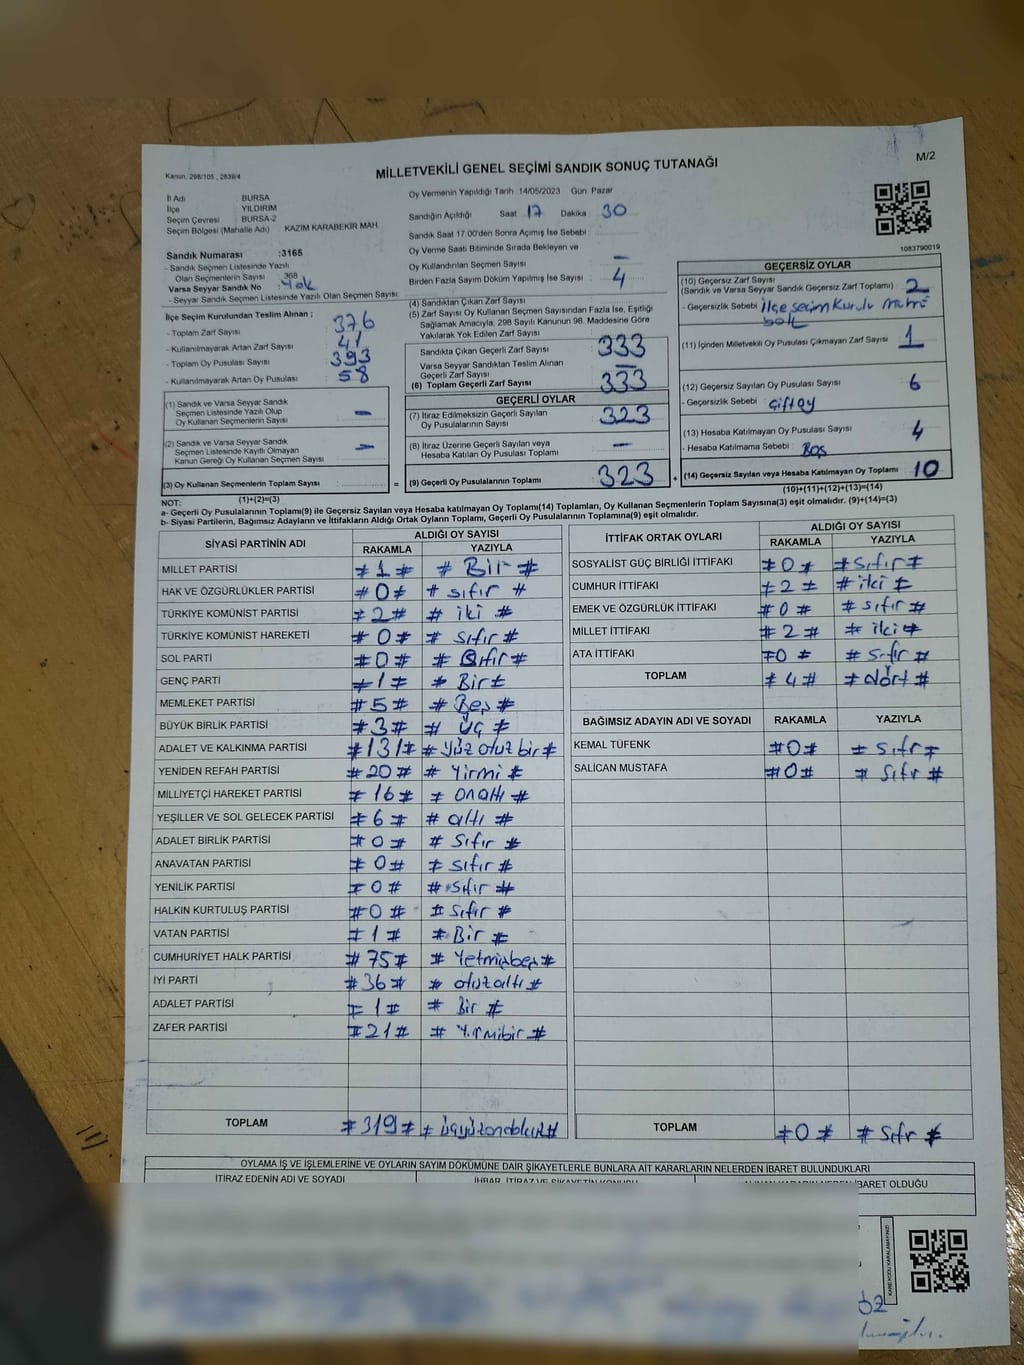 Kanun. 298/105 , 2839/4
MİLLETVEKİLİ GENEL SEÇİMİ SANDIK SONUÇ TUTANAĞI
M/2
İl Adı BURSA
İlçe YILDIRIM
Seçim Çevresi BURSA-2
Seçim Bölgesi (Mahalle Adı) KAZIM KARABEKİR MAH
Sandık Numarası :3165
- Sandık Seçmen Listesinde Yazılı
Olan Seçmenlerin Sayısı 368
Varsa Seyyar Sandık No : Yok
- Seyyar Sandık Seçmen Listesinde Yazılı Olan Seçmen Sayısı:
İlçe Seçim Kurulundan Teslim Alınan ;
- Toplam Zarf Sayısı : 376
- Kullanılmayarak Artan Zarf Sayısı : 41
- Toplam Oy Pusulası Sayısı : 393
- Kullanılmayarak Artan Oy Pusulası : 58
(1) Sandık ve Varsa Seyyar Sandık
Seçmen Listesinde Yazılı Olup
Oy Kullanan Seçmenlerin Sayısı : –
(2) Sandık ve Varsa Seyyar Sandık
Seçmen Listesinde Kayıtlı Olmayan
Kanun Gereği Oy Kullanan Seçmen Sayısı : –
(3) Oy Kullanan Seçmenlerin Toplam Sayısı : =
(1)+(2)=(3)
Oy Vermenin Yapıldığı Tarih :14/05/2023 Gün :Pazar
Sandığın Açıldığı Saat 17 Dakika 30
Sandık Saat 17.00'den Sonra Açılmış İse Sebebi :
Oy Verme Saati Bitiminde Sırada Bekleyen ve
Oy Kullandırılan Seçmen Sayısı : –
Birden Fazla Sayım Döküm Yapılmış İse Sayısı : 4
(4) Sandıktan Çıkan Zarf Sayısı :
(5) Zarf Sayısı Oy Kullanan Seçmen Sayısından Fazla İse, Eşitliği
Sağlamak Amacıyla, 298 Sayılı Kanunun 98. Maddesine Göre
Yakılarak Yok Edilen Zarf Sayısı :
Sandıkta Çıkan Geçerli Zarf Sayısı : 333
Varsa Seyyar Sandıktan Teslim Alınan
Geçerli Zarf Sayısı : –
(6) Toplam Geçerli Zarf Sayısı : 333
GEÇERLİ OYLAR
(7) İtiraz Edilmeksizin Geçerli Sayılan
Oy Pusulalarının Sayısı : 323
(8) İtiraz Üzerine Geçerli Sayılan veya
Hesaba Katılan Oy Pusulası Toplamı : –
(9) Geçerli Oy Pusulalarının Toplamı : 323 +
1083790019
GEÇERSİZ OYLAR
(10) Geçersiz Zarf Sayısı
(Sandık ve Varsa Seyyar Sandık Geçersiz Zarf Toplamı) : 2
- Geçersizlik Sebebi : ilçe seçim Kurulu
(11) İçinden Milletvekili Oy Pusulası Çıkmayan Zarf Sayısı : 1
(12) Geçersiz Sayılan Oy Pusulası Sayısı : 6
- Geçersizlik Sebebi : Çift oy
(13) Hesaba Katılmayan Oy Pusulası Sayısı : 4
- Hesaba Katılmama Sebebi : Boş
(14) Geçersiz Sayılan veya Hesaba Katılmayan Oy Toplamı : 10
(10)+(11)+(12)+(13)=(14)
NOT:
a- Geçerli Oy Pusulalarının Toplamı(9) ile Geçersiz Sayılan veya Hesaba katılmayan Oy Toplamı(14) Toplamları, Oy Kullanan Seçmenlerin Toplam Sayısına(3) eşit olmalıdır. (9)+(14)=(3)
b- Siyasi Partilerin, Bağımsız Adayların ve İttifakların Aldığı Ortak Oyların Toplamı, Geçerli Oy Pusulalarının Toplamına(9) eşit olmalıdır.
SİYASİ PARTİNİN ADI ALDIĞI OY SAYISI
RAKAMLA YAZIYLA
MİLLET PARTİSİ # 1 # # Bir #
HAK VE ÖZGÜRLÜKLER PARTİSİ # 0 # # sıfır #
TÜRKİYE KOMÜNİST PARTİSİ # 2 # # iki #
TÜRKİYE KOMÜNİST HAREKETİ # 0 # # sıfır #
SOL PARTİ # 0 # # Sıfır #
GENÇ PARTİ # 1 # # Bir #
MEMLEKET PARTİSİ # 5 # # Beş #
BÜYÜK BİRLİK PARTİSİ # 3 # # Üç #
ADALET VE KALKINMA PARTİSİ # 131 # # Yüz otuz bir #
YENİDEN REFAH PARTİSİ # 20 # # Yirmi #
MİLLİYETÇİ HAREKET PARTİSİ # 16 # # onaltı #
YEŞİLLER VE SOL GELECEK PARTİSİ # 6 # # altı #
ADALET BİRLİK PARTİSİ # 0 # # Sıfır #
ANAVATAN PARTİSİ # 0 # # sıfır #
YENİLİK PARTİSİ # 0 # # sıfır #
HALKIN KURTULUŞ PARTİSİ # 0 # # sıfır #
VATAN PARTİSİ # 1 # # Bir #
CUMHURİYET HALK PARTİSİ # 75 # # Yetmişbeş #
İYİ PARTİ # 36 # # otuzaltı #
ADALET PARTİSİ # 1 # # Bir #
ZAFER PARTİSİ # 21 # # Yirmibir #
TOPLAM # 319 # # üçyüzondokuz #
İTTİFAK ORTAK OYLARI ALDIĞI OY SAYISI
RAKAMLA YAZIYLA
SOSYALİST GÜÇ BİRLİĞİ İTTİFAKI # 0 # # sıfır #
CUMHUR İTTİFAKI # 2 # # iki #
EMEK VE ÖZGÜRLÜK İTTİFAKI # 0 # # sıfır #
MİLLET İTTİFAKI # 2 # # iki #
ATA İTTİFAKI # 0 # # sıfır #
TOPLAM # 4 # # dört #
BAĞIMSIZ ADAYIN ADI VE SOYADI RAKAMLA YAZIYLA
KEMAL TÜFENK # 0 # # sıfır #
SALİCAN MUSTAFA # 0 # # sıfır #
TOPLAM # 0 # # sıfır #
OYLAMA İŞ VE İŞLEMLERİNE VE OYLARIN SAYIM DÖKÜMÜNE DAİR ŞİKAYETLERLE BUNLARA AİT KARARLARIN NELERDEN İBARET BULUNDUKLARI
İTİRAZ EDENİN ADI VE SOYADI İHBAR, İTİRAZ VE ŞİKAYETİN KONUSU ALINAN KARARIN NEDEN İBARET OLDUĞU